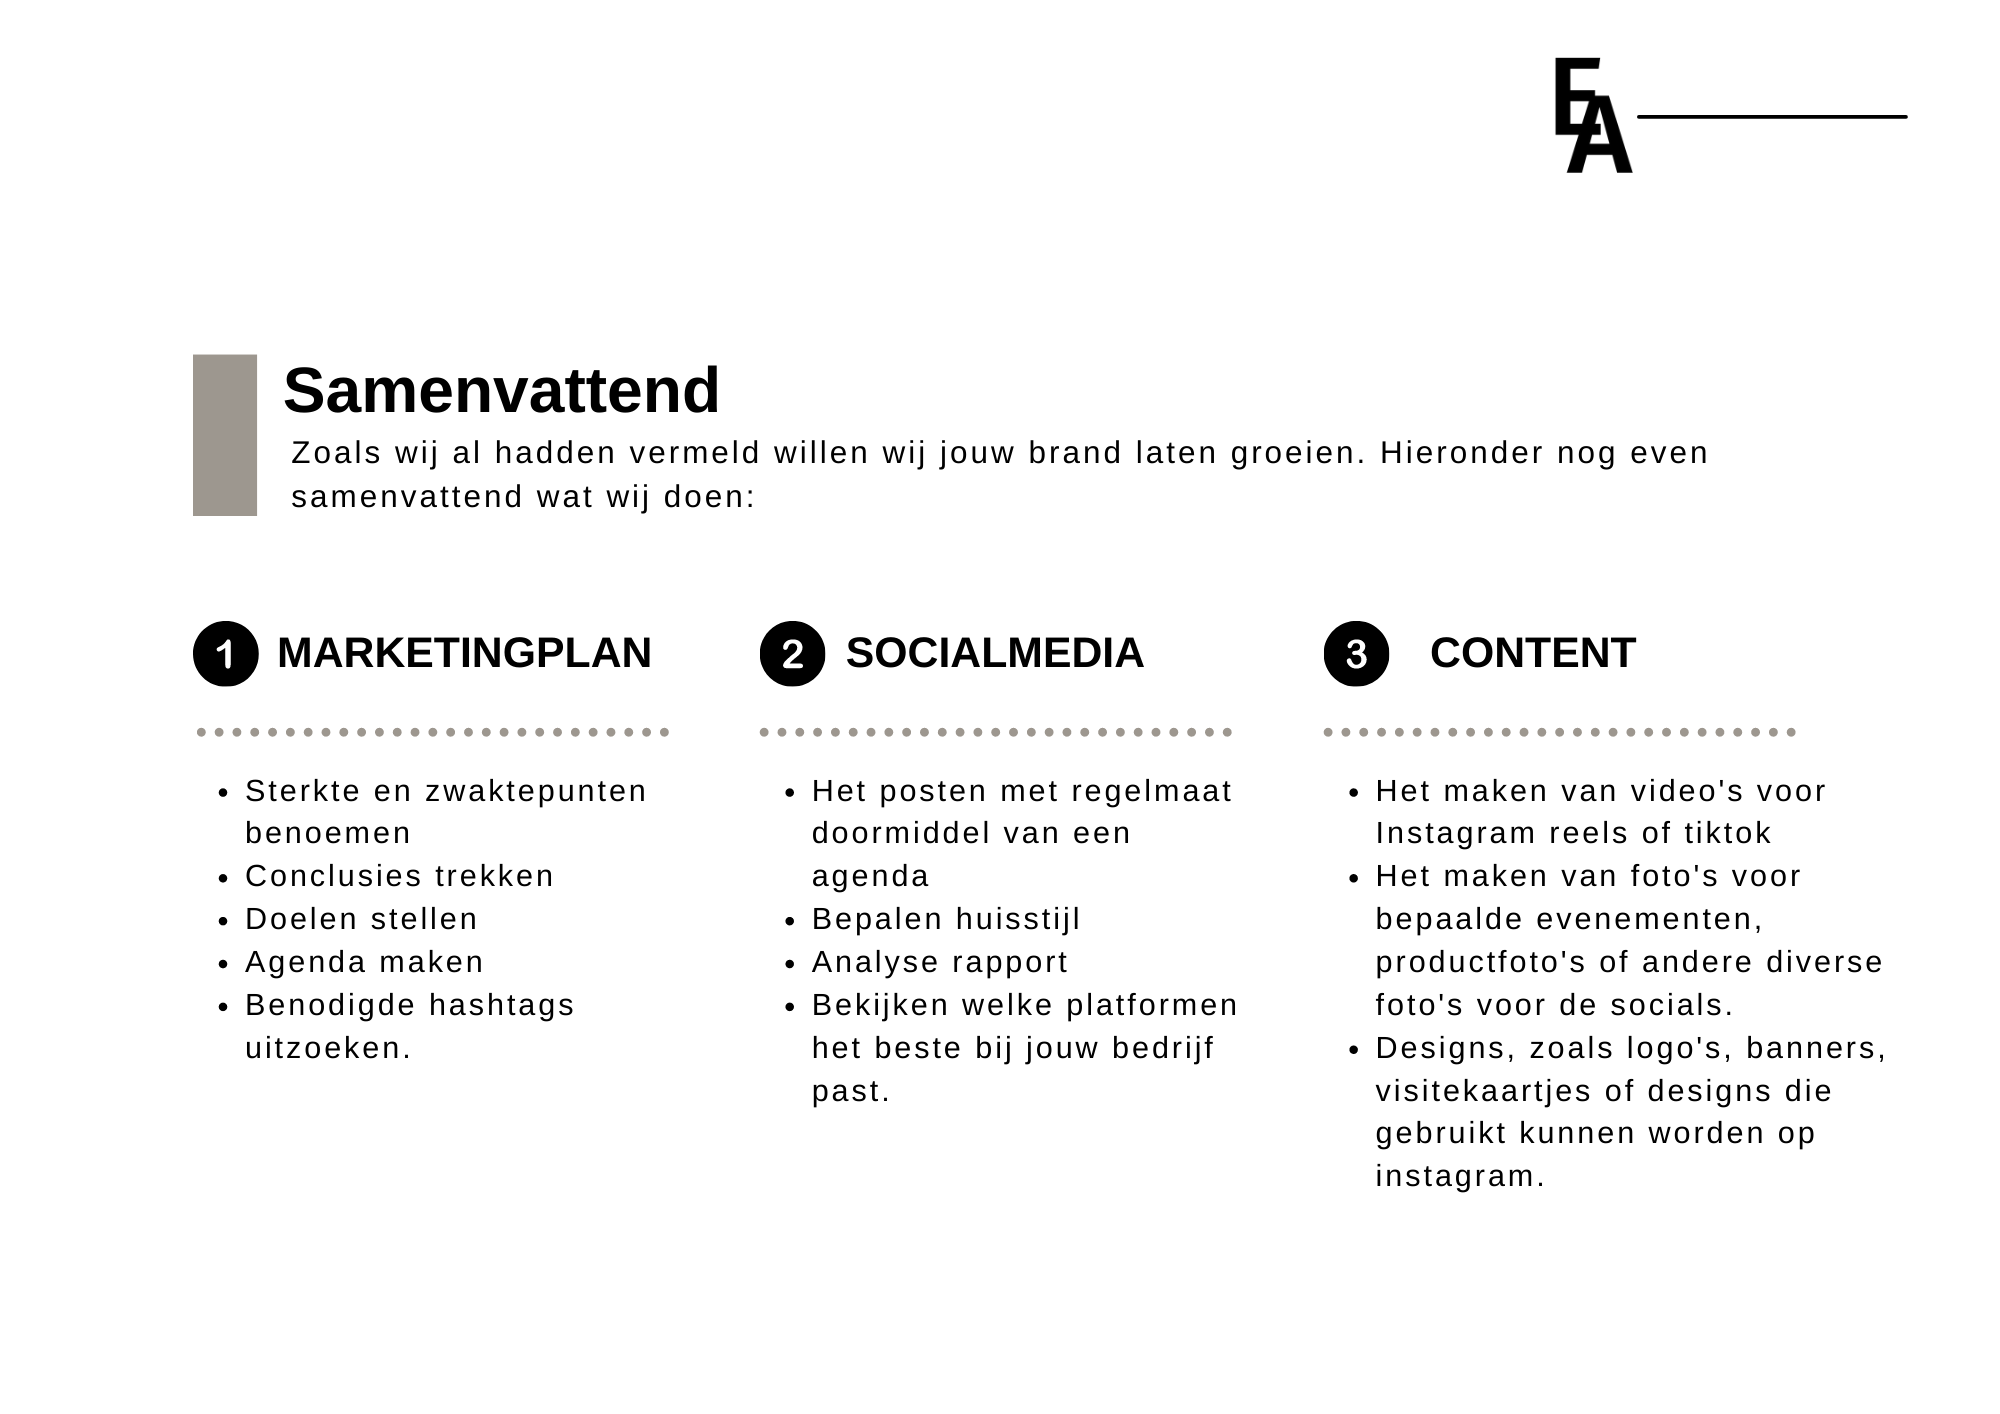 EA
Samenvattend
Zoals wij al hadden vermeld willen wij jouw brand laten groeien. Hieronder nog even
samenvattend wat wij doen:
1 MARKETINGPLAN
• Sterkte en zwaktepunten
benoemen
• Conclusies trekken
• Doelen stellen
• Agenda maken
• Benodigde hashtags
uitzoeken.
2 SOCIALMEDIA
• Het posten met regelmaat
doormiddel van een
agenda
• Bepalen huisstijl
• Analyse rapport
• Bekijken welke platformen
het beste bij jouw bedrijf
past.
3 CONTENT
• Het maken van video's voor
Instagram reels of tiktok
• Het maken van foto's voor
bepaalde evenementen,
productfoto's of andere diverse
foto's voor de socials.
• Designs, zoals logo's, banners,
visitekaartjes of designs die
gebruikt kunnen worden op
instagram.